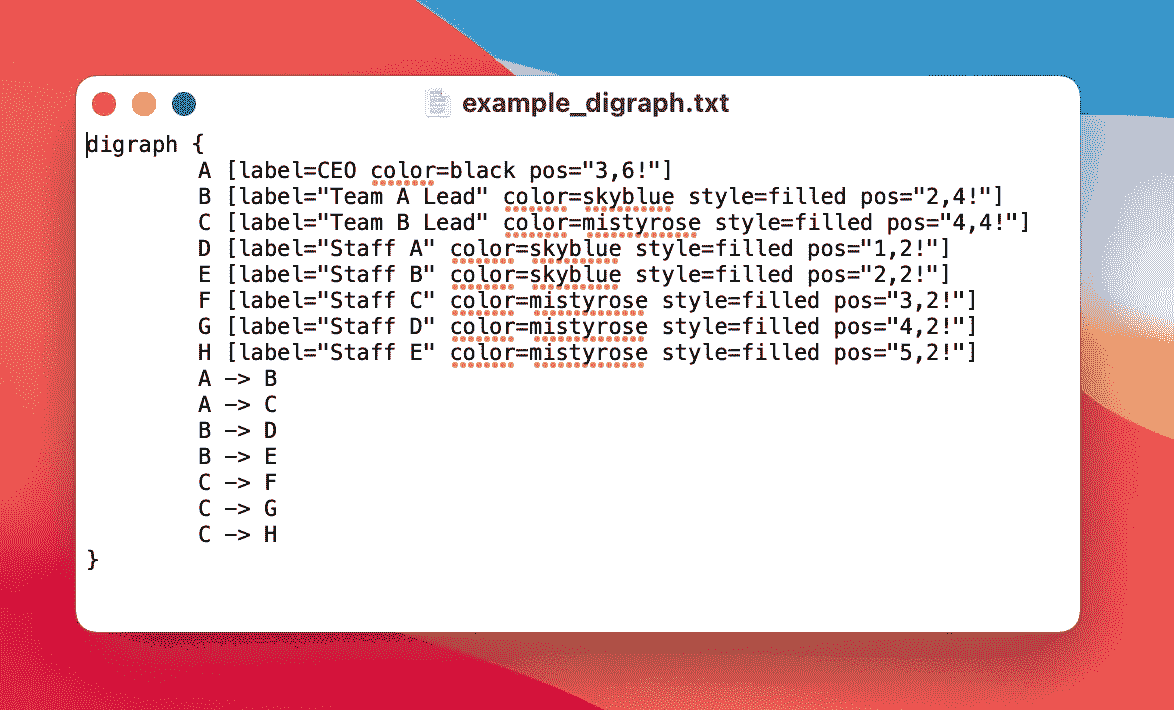 example_digraph.txt
digraph {
A [label=CEO color=black pos="3,6!"]
B [label="Team A Lead" color=skyblue style=filled pos="2,4!"]
C [label="Team B Lead" color=mistyrose style=filled pos="4,4!"]
D [label="Staff A" color=skyblue style=filled pos="1,2!"]
E [label="Staff B" color=skyblue style=filled pos="2,2!"]
F [label="Staff C" color=mistyrose style=filled pos="3,2!"]
G [label="Staff D" color=mistyrose style=filled pos="4,2!"]
H [label="Staff E" color=mistyrose style=filled pos="5,2!"]
A -> B
A -> C
B -> D
B -> E
C -> F
C -> G
C -> H
}